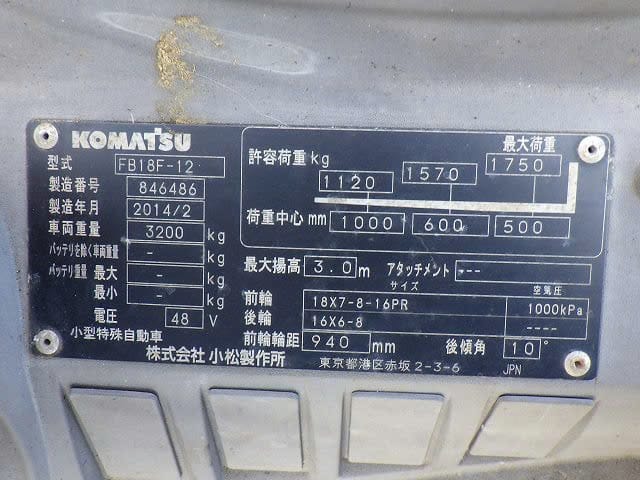 KOMATSU
型式 FB18F-12
製造番号 846486
製造年月 2014/2
車両重量 3200 kg
バッテリを除く車両重量 - kg
バッテリ重量 最大 - kg
最小 - kg
電圧 48 V
小型特殊自動車
最大荷重
許容荷重 kg 1120 1570 1750
荷重中心 mm 1000 600 500
最大揚高 3.0 m アタッチメント ---
サイズ 空気圧
前輪 18X7-8-16PR 1000kPa
後輪 16X6-8 ----
前輪輪距 940 mm 後傾角 10°
株式会社 小松製作所 東京都港区赤坂 2-3-6 JPN